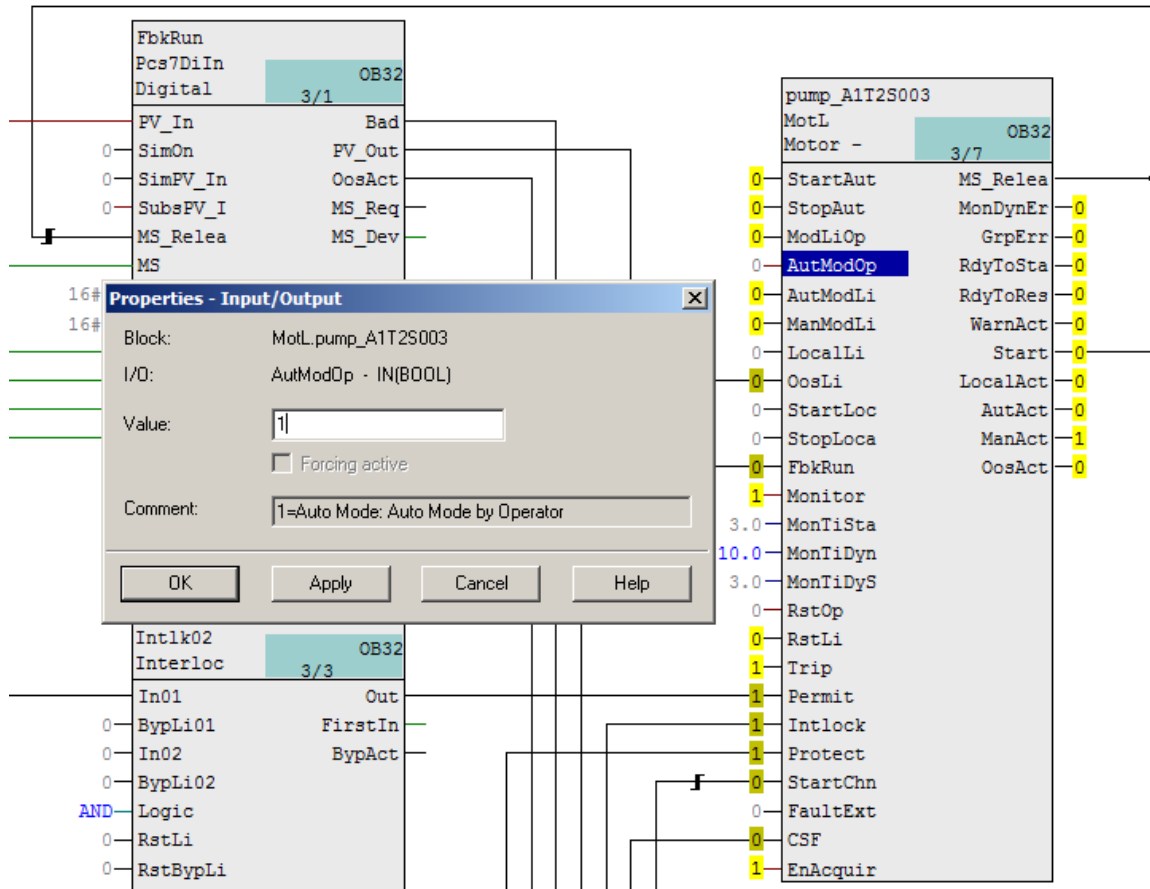 FbkRun
Pcs7DiIn
Digital
OB32
3/1
PV_In
Bad
0
SimOn
PV_Out
0
SimPV_In
OosAct
0
SubsPV_I
MS_Req
MS_Relea
MS_Dev
MS
16#
16#
Properties - Input/Output
Block:
MotL.pump_A1T2S003
I/O:
AutModOp - IN(BOOL)
Value:
1
Forcing active
Comment:
1=Auto Mode: Auto Mode by Operator
OK
Apply
Cancel
Help
Intlk02
Interloc
OB32
3/3
In01
Out
0
BypLi01
FirstIn
0
In02
BypAct
0
BypLi02
AND
Logic
0
RstLi
0
RstBypLi
pump_A1T2S003
MotL
Motor -
OB32
3/7
0
StartAut
MS_Relea
0
StopAut
MonDynEr
0
0
ModLiOp
GrpErr
0
0
AutModOp
RdyToSta
0
0
AutModLi
RdyToRes
0
0
ManModLi
WarnAct
0
0
LocalLi
Start
0
0
OosLi
LocalAct
0
0
StartLoc
AutAct
0
0
StopLoca
ManAct
1
0
FbkRun
OosAct
0
1
Monitor
3.0
MonTiSta
10.0
MonTiDyn
3.0
MonTiDyS
0
RstOp
0
RstLi
1
Trip
1
Permit
1
Intlock
1
Protect
0
StartChn
0
FaultExt
0
CSF
1
EnAcquir